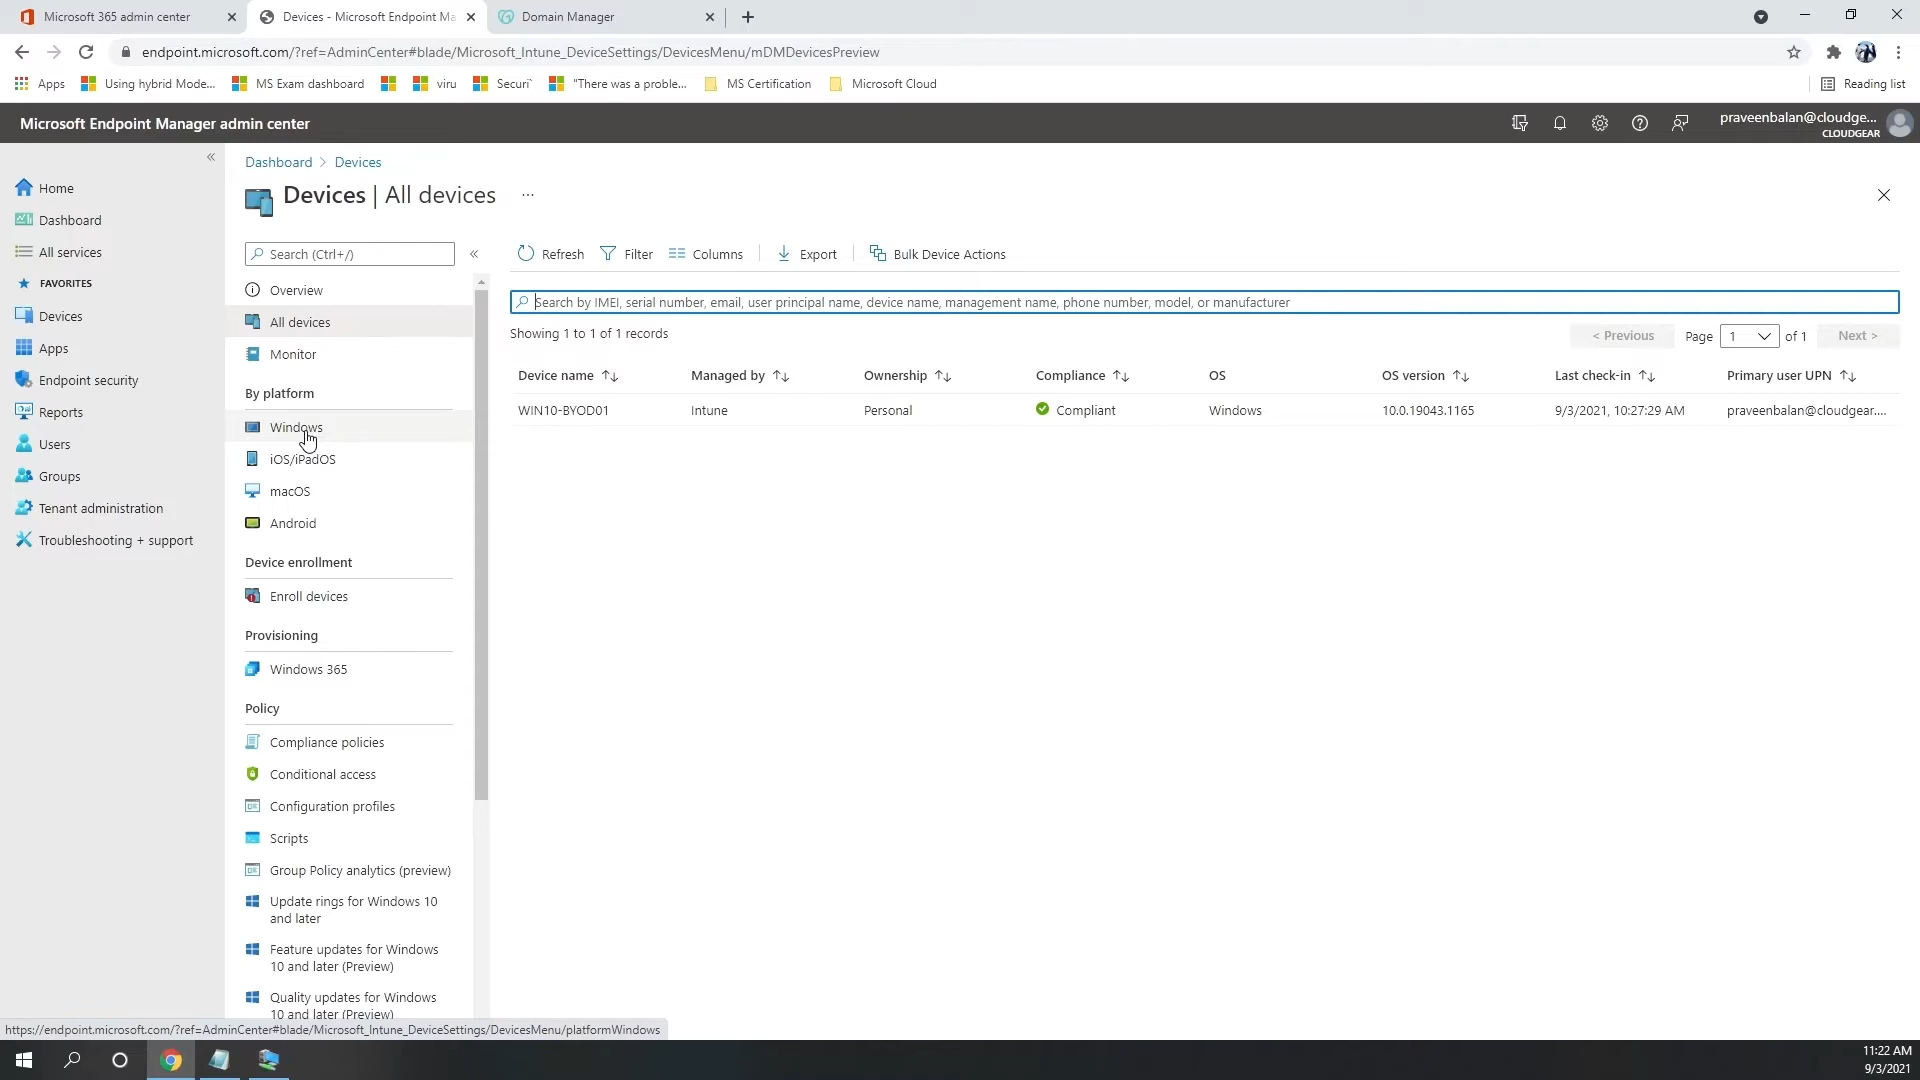 Microsoft 365 admin center
Devices - Microsoft Endpoint Ma
Domain Manager
endpoint.microsoft.com/?ref=AdminCenter#blade/Microsoft_Intune_DeviceSettings/DevicesMenu/mDMDevicesPreview
Apps
Using hybrid Mode...
MS Exam dashboard
viru
Securi
"There was a proble...
MS Certification
Microsoft Cloud
Reading list
Microsoft Endpoint Manager admin center
praveenbalan@cloudge...
CLOUDGEAR
Home
Dashboard
All services
FAVORITES
Devices
Apps
Endpoint security
Reports
Users
Groups
Tenant administration
Troubleshooting + support
Dashboard > Devices
Devices | All devices ...
Search (Ctrl+/)
Overview
All devices
Monitor
By platform
Windows
iOS/iPadOS
macOS
Android
Device enrollment
Enroll devices
Provisioning
Windows 365
Policy
Compliance policies
Conditional access
Configuration profiles
Scripts
Group Policy analytics (preview)
Update rings for Windows 10
and later
Feature updates for Windows
10 and later (Preview)
Quality updates for Windows
10 and later (Preview)
Refresh
Filter
Columns
Export
Bulk Device Actions
Search by IMEI, serial number, email, user principal name, device name, management name, phone number, model, or manufacturer
Showing 1 to 1 of 1 records
< Previous Page 1 of 1 Next >
Device name Managed by Ownership Compliance OS OS version Last check-in Primary user UPN
WIN10-BYOD01 Intune Personal Compliant Windows 10.0.19043.1165 9/3/2021, 10:27:29 AM praveenbalan@cloudgear....
https://endpoint.microsoft.com/?ref=AdminCenter#blade/Microsoft_Intune_DeviceSettings/DevicesMenu/platformWindows
11:22 AM
9/3/2021